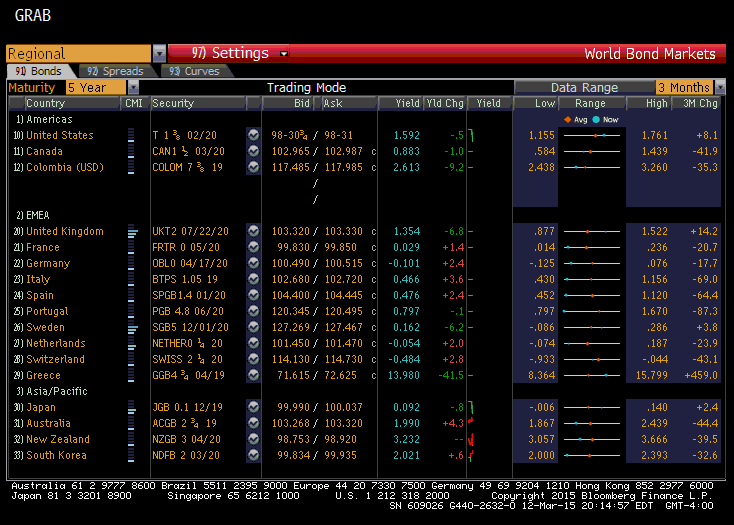 GRAB
Regional 97) Settings World Bond Markets
91) Bonds 92) Spreads 93) Curves
Maturity 5 Year Trading Mode Data Range 3 Months
Country CMI Security Bid Ask Yield Yld Chg Yield Low Range High 3M Chg
1) Americas Avg Now
10) United States T 1 ⅜ 02/20 98-30¾ / 98-31 1.592 -.5 1.155 1.761 +8.1
11) Canada CAN1 ½ 03/20 102.965 / 102.987 c 0.883 -1.0 .584 1.439 -41.9
12) Colombia (USD) COLOM 7 ⅜ 19 117.485 / 117.985 c 2.613 -9.2 2.438 3.260 -35.3
/
/
2) EMEA
20) United Kingdom UKT2 07/22/20 103.320 / 103.330 c 1.354 -6.8 .877 1.522 +14.2
21) France FRTR 0 05/20 99.830 / 99.850 c 0.029 +1.4 .014 .236 -20.7
22) Germany OBL0 04/17/20 100.490 / 100.515 c -0.101 +2.4 -.125 .076 -17.7
23) Italy BTPS 1.05 19 102.680 / 102.720 c 0.466 +3.6 .430 1.156 -69.0
24) Spain SPGB1.4 01/20 104.400 / 104.445 c 0.476 +2.4 .452 1.120 -64.4
25) Portugal PGB 4.8 06/20 120.345 / 120.495 c 0.797 -.1 .797 1.670 -87.3
26) Sweden SGB5 12/01/20 127.269 / 127.467 c 0.162 -6.2 -.086 .286 +3.8
27) Netherlands NETHER0 ¼ 20 101.450 / 101.470 c -0.054 +2.0 -.074 .187 -23.9
28) Switzerland SWISS 2 ¼ 20 114.130 / 114.730 c -0.484 +2.8 -.933 -.044 -43.1
29) Greece GGB4 ¾ 04/19 71.615 / 72.625 c 13.980 -41.5 8.364 15.799 +459.0
3) Asia/Pacific
30) Japan JGB 0.1 12/19 99.990 / 100.037 0.092 -.8 -.006 .140 +2.4
31) Australia ACGB 2 ¾ 19 103.268 / 103.320 1.990 +4.3 1.867 2.439 -44.4
32) New Zealand NZGB 3 04/20 98.753 / 98.920 3.232 -- 3.057 3.666 -39.5
33) South Korea NDFB 2 03/20 99.834 / 99.935 2.021 +.6 2.000 2.393 -32.6
Australia 61 2 9777 8600 Brazil 5511 2395 9000 Europe 44 20 7330 7500 Germany 49 69 9204 1210 Hong Kong 852 2977 6000
Japan 81 3 3201 8900 Singapore 65 6212 1000 U.S. 1 212 318 2000 Copyright 2015 Bloomberg Finance L.P.
SN 609026 G440-2632-0 12-Mar-15 20:14:57 EDT GMT-4:00